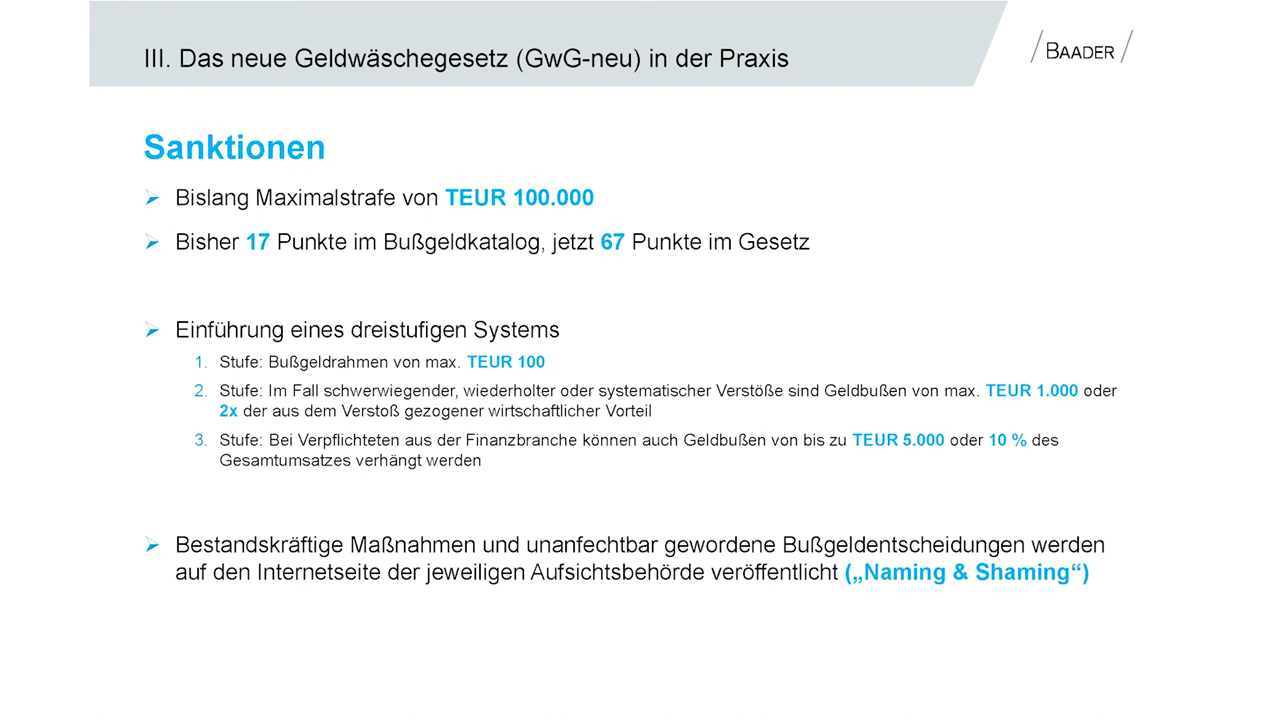 III. Das neue Geldwäschegesetz (GwG-neu) in der Praxis
/BAADER/
Sanktionen
Bislang Maximalstrafe von TEUR 100.000
Bisher 17 Punkte im Bußgeldkatalog, jetzt 67 Punkte im Gesetz
Einführung eines dreistufigen Systems
1. Stufe: Bußgeldrahmen von max. TEUR 100
2. Stufe: Im Fall schwerwiegender, wiederholter oder systematischer Verstöße sind Geldbußen von max. TEUR 1.000 oder
2x der aus dem Verstoß gezogener wirtschaftlicher Vorteil
3. Stufe: Bei Verpflichteten aus der Finanzbranche können auch Geldbußen von bis zu TEUR 5.000 oder 10 % des
Gesamtumsatzes verhängt werden
Bestandskräftige Maßnahmen und unanfechtbar gewordene Bußgeldentscheidungen werden
auf den Internetseite der jeweiligen Aufsichtsbehörde veröffentlicht („Naming & Shaming“)